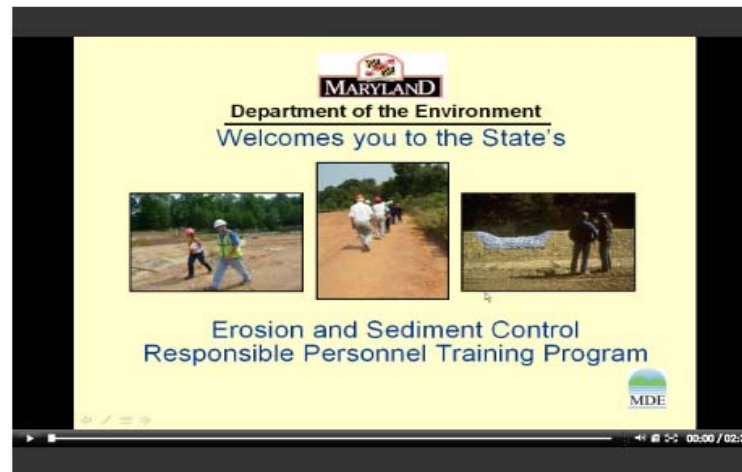 MARYLAND
Department of the Environment
Welcomes you to the State's
Erosion and Sediment Control
Responsible Personnel Training Program
MDE
00:00 / 02: